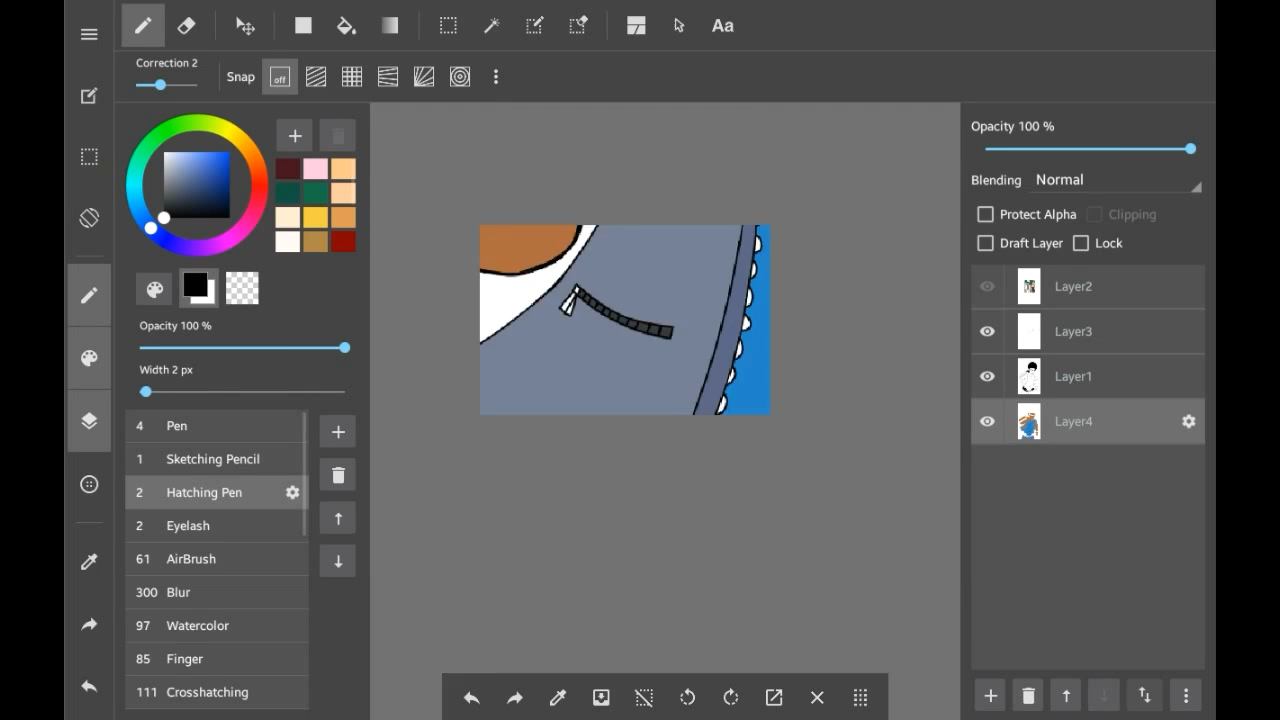 Aa
Correction 2
Snap
off
Opacity 100 %
Blending Normal
Protect Alpha
Clipping
Draft Layer
Lock
Layer2
Layer3
Layer1
Layer4
Opacity 100 %
Width 2 px
4 Pen
1 Sketching Pencil
2 Hatching Pen
2 Eyelash
61 AirBrush
300 Blur
97 Watercolor
85 Finger
111 Crosshatching